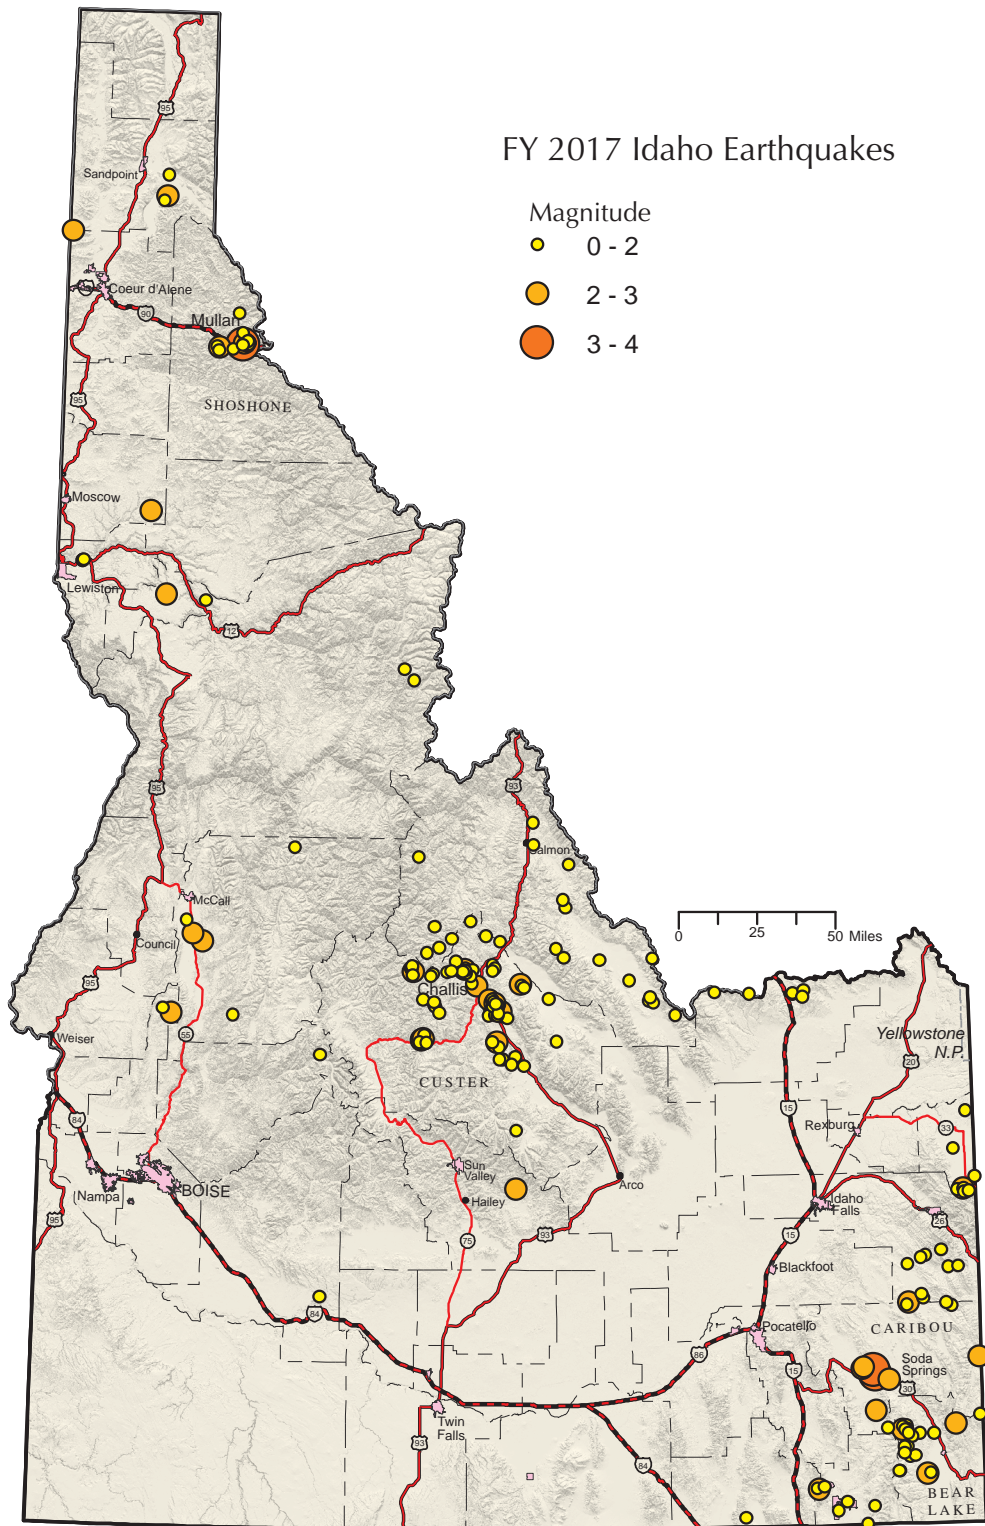 FY 2017 Idaho Earthquakes
Magnitude
0 - 2
2 - 3
3 - 4
95
Sandpoint
Coeur d'Alene
90
Mullan
95
SHOSHONE
Moscow
Lewiston
12
95
93
Salmon
McCall
Council
0 25 50 Miles
95
Challis
Weiser
55
Yellowstone
N.P.
20
CUSTER
84
15
Rexburg
33
Sun
Valley
Nampa
BOISE
Arco
Hailey
Idaho
Falls
95
26
75
93
15
Blackfoot
84
Pocatello
CARIBOU
86
15
Soda
Springs
30
Twin
Falls
93
84
BEAR
LAKE